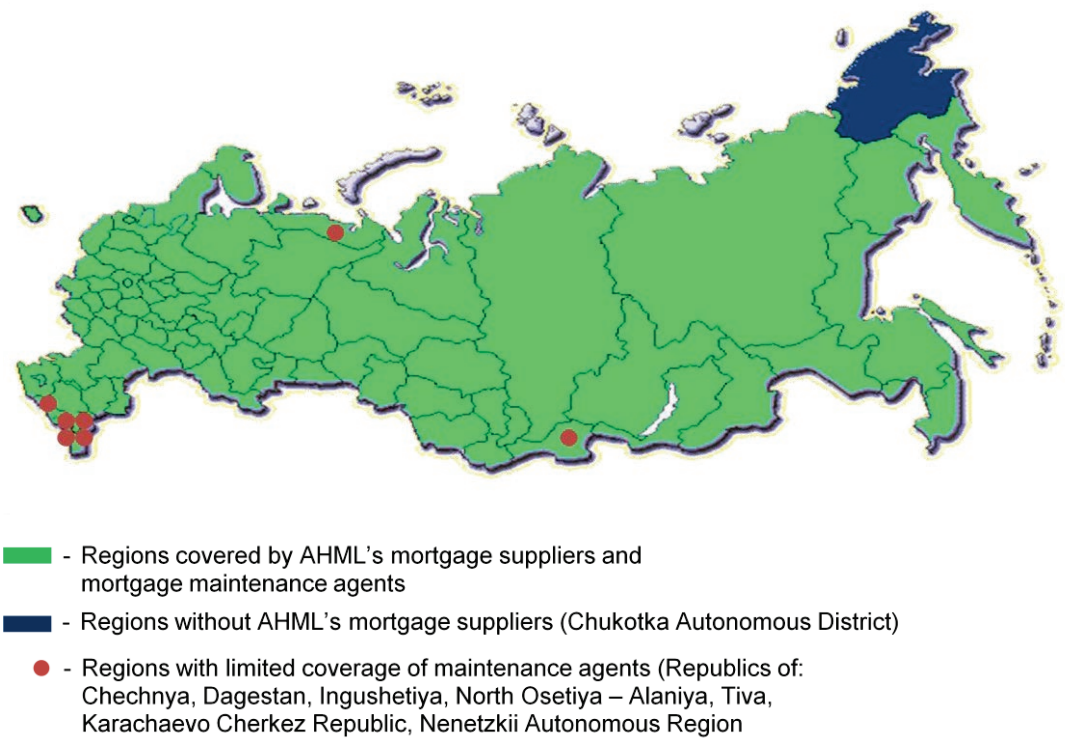 - Regions covered by AHML’s mortgage suppliers and
mortgage maintenance agents
- Regions without AHML’s mortgage suppliers (Chukotka Autonomous District)
- Regions with limited coverage of maintenance agents (Republics of:
Chechnya, Dagestan, Ingushetiya, North Osetiya – Alaniya, Tiva,
Karachaevo Cherkez Republic, Nenetzkii Autonomous Region